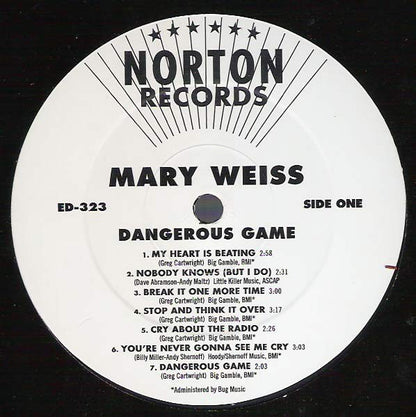 NORTON
RECORDS
MARY WEISS
ED-323
SIDE ONE
DANGEROUS GAME
1. MY HEART IS BEATING 2:58
(Greg Cartwright) Big Gamble, BMI*
2. NOBODY KNOWS (BUT I DO) 2:31
(Dave Abramson-Andy Maltz) Little Killer Music, ASCAP
3. BREAK IT ONE MORE TIME 3:00
(Greg Cartwright) Big Gamble, BMI*
4. STOP AND THINK IT OVER 3:17
(Greg Cartwright) Big Gamble, BMI*
5. CRY ABOUT THE RADIO 2:26
(Greg Cartwright) Big Gamble, BMI*
6. YOU'RE NEVER GONNA SEE ME CRY 3:03
(Billy Miller-Andy Shernoff) Hoody/Shernoff Music, BMI*
7. DANGEROUS GAME 2:03
(Greg Cartwright) Big Gamble, BMI*
*Administered by Bug Music